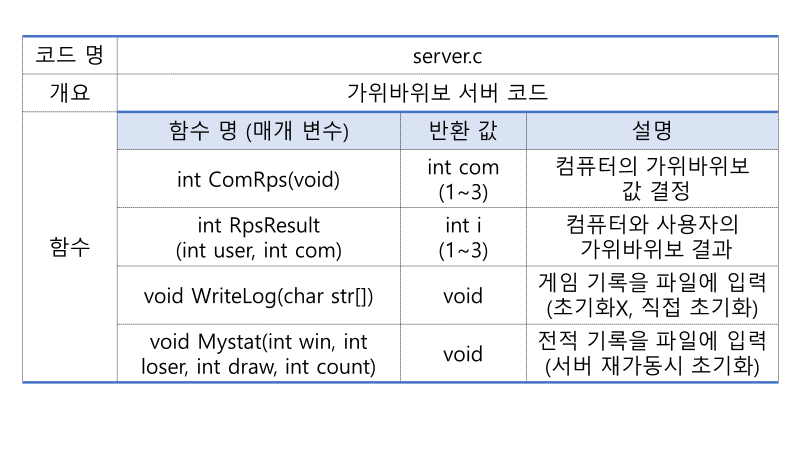 코드 명
server.c
개요
가위바위보 서버 코드
함수
함수 명 (매개 변수)
반환 값
설명
int ComRps(void)
int com
(1~3)
컴퓨터의 가위바위보
값 결정
int RpsResult
(int user, int com)
int i
(1~3)
컴퓨터와 사용자의
가위바위보 결과
void WriteLog(char str[])
void
게임 기록을 파일에 입력
(초기화X, 직접 초기화)
void Mystat(int win, int
loser, int draw, int count)
void
전적 기록을 파일에 입력
(서버 재가동시 초기화)